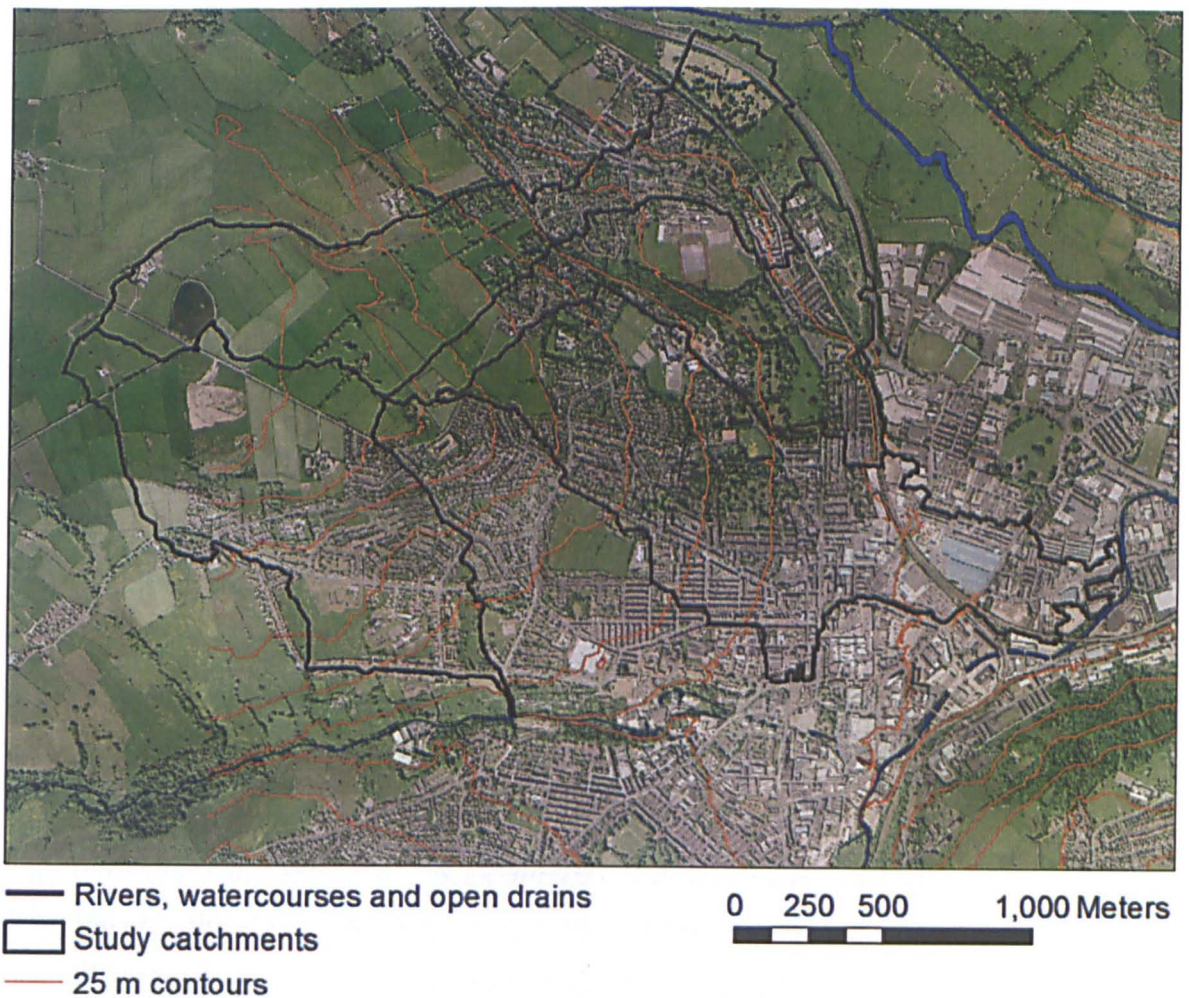 Rivers, watercourses and open drains
Study catchments
25 m contours
0 250 500 1,000 Meters